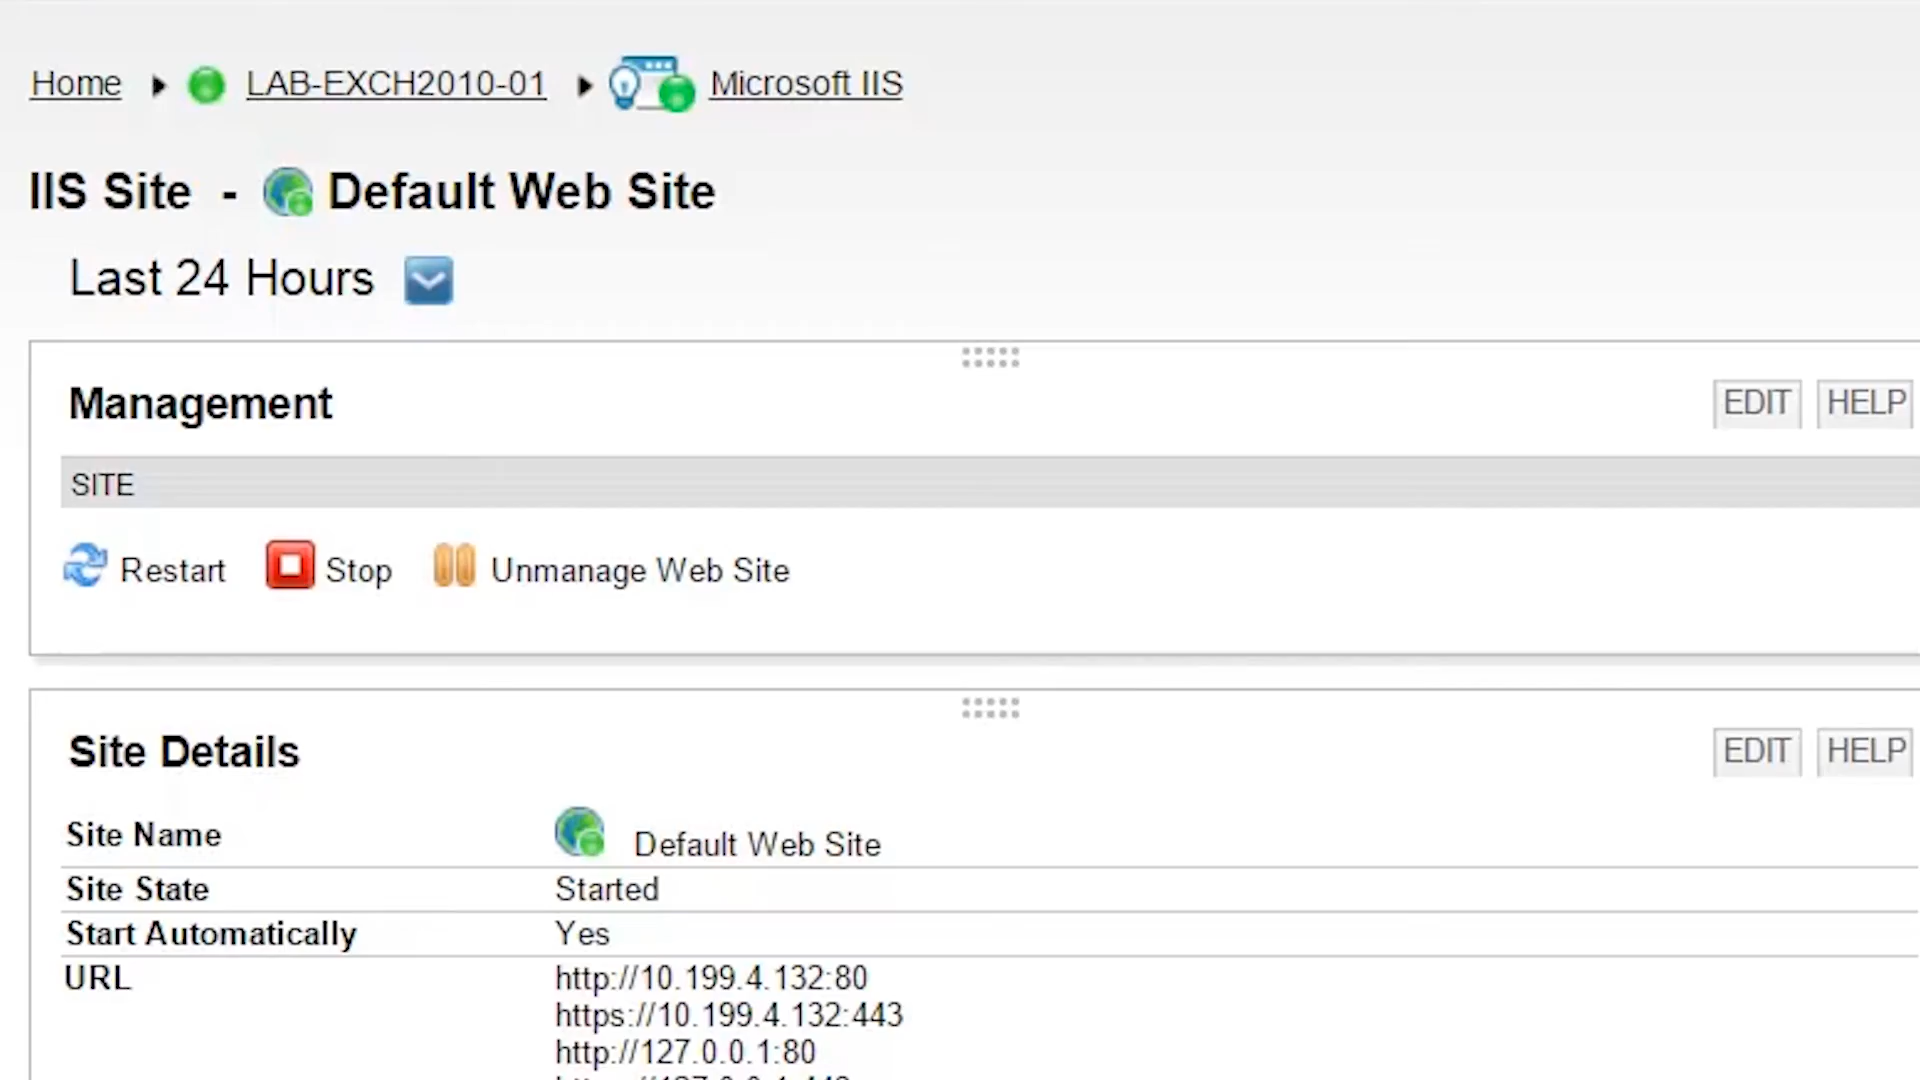 Home LAB-EXCH2010-01 Microsoft IIS
IIS Site - Default Web Site
Last 24 Hours
Management EDIT HELP
SITE
Restart Stop Unmanage Web Site
Site Details EDIT HELP
Site Name Default Web Site
Site State Started
Start Automatically Yes
URL http://10.199.4.132:80
https://10.199.4.132:443
http://127.0.0.1:80